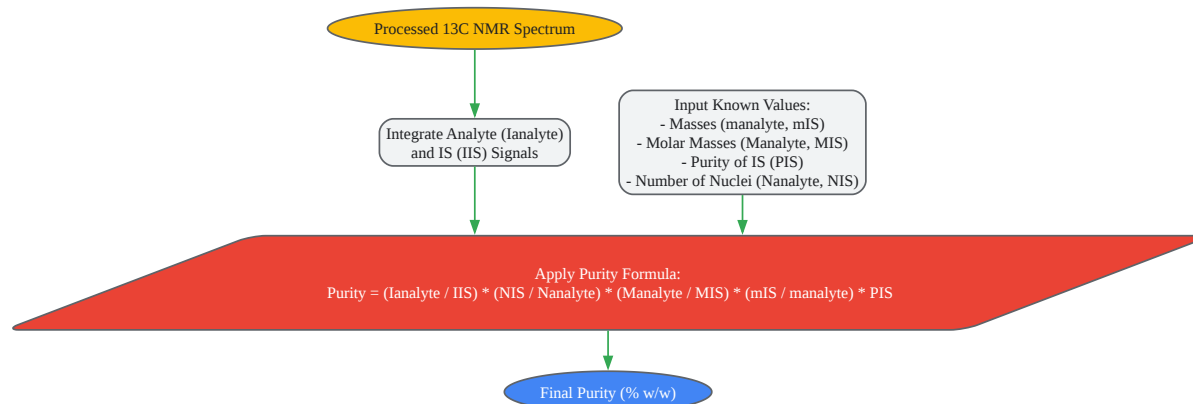 Processed 13C NMR Spectrum
Integrate Analyte (Ianalyte)
and IS (IIS) Signals
Input Known Values:
- Masses (manalyte, mIS)
- Molar Masses (Manalyte, MIS)
- Purity of IS (PIS)
- Number of Nuclei (Nanalyte, NIS)
Apply Purity Formula:
Purity = (Ianalyte / IIS) * (NIS / Nanalyte) * (Manalyte / MIS) * (mIS / manalyte) * PIS
Final Purity (% w/w)